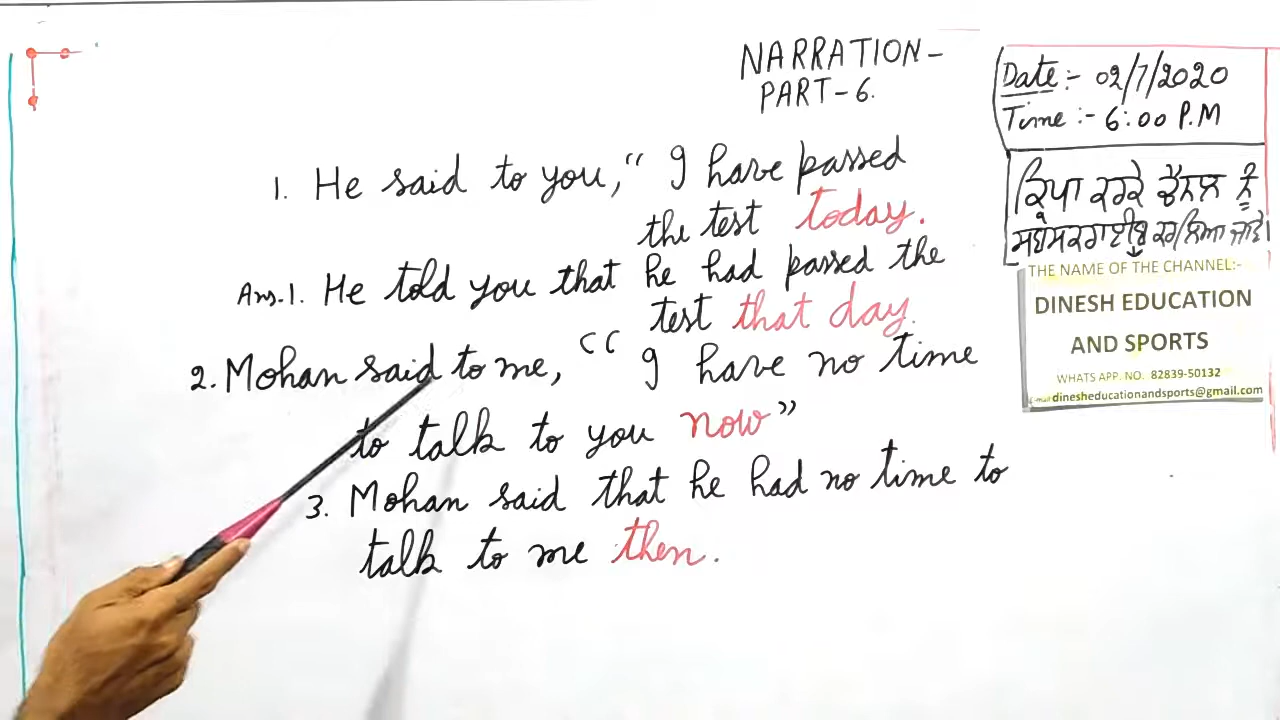 NARRATION-
PART-6.
Date:- 02/7/2020
Time:- 6:00 P.M
ਕ੍ਰਿਪਾ ਕਰਕੇ ਚੈਨਲ ਨੂੰ
THE NAME OF THE CHANNEL:-
DINESH EDUCATION
AND SPORTS
WHATS APP. NO. 82839-50132
dinesheducationandsports@gmail.com
1. He said to you, " I have passed
the test today.
Ans.1. He told you that he had passed the
test that day.
2. Mohan said to me, " I have no time
to talk to you now"
3. Mohan said that he had no time to
talk to me then.